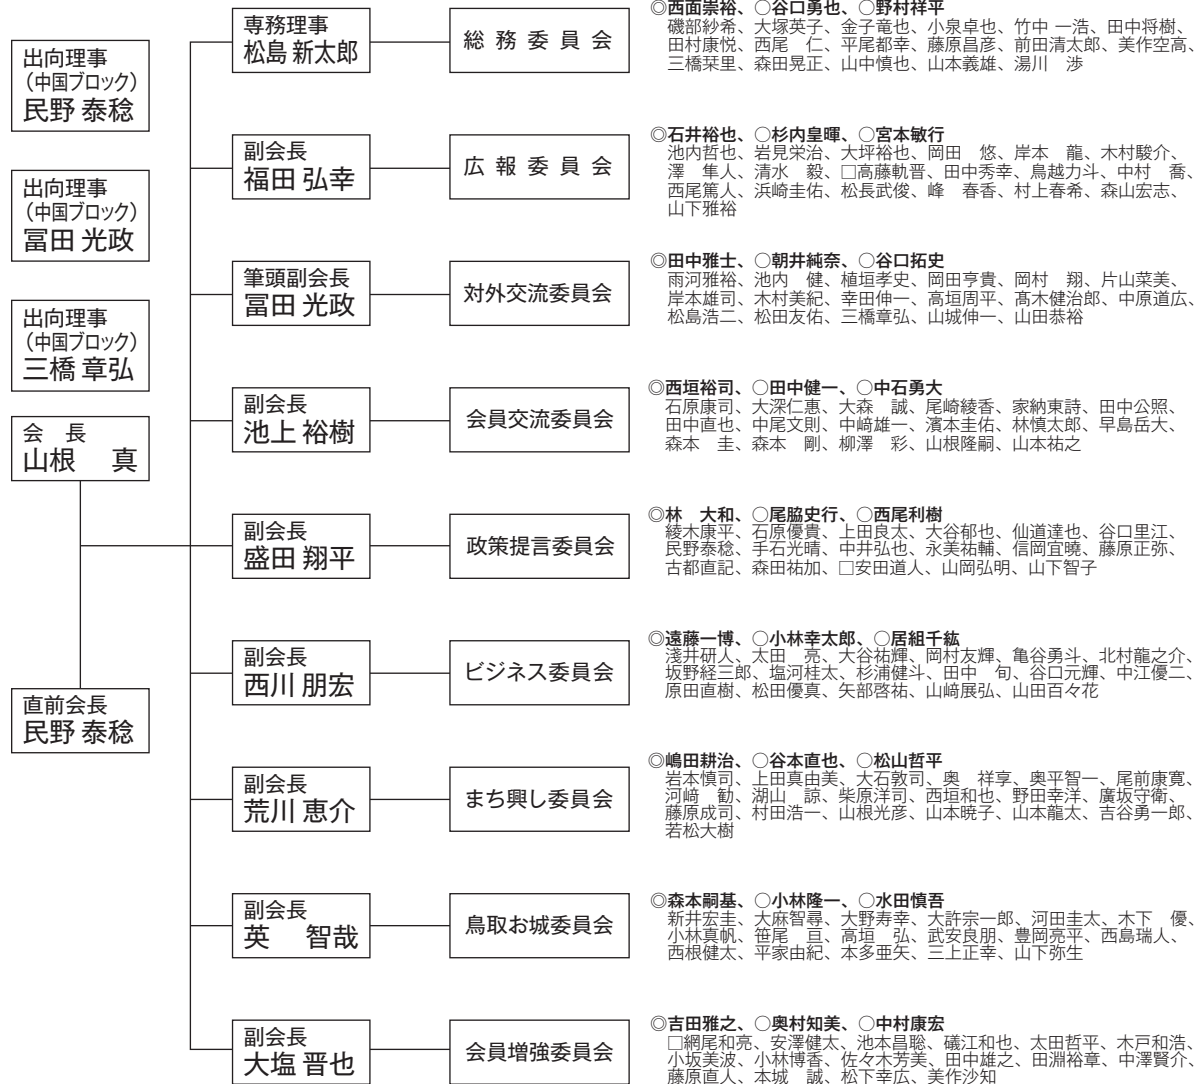 出向理事
（中国ブロック）
民野 泰稔
出向理事
（中国ブロック）
冨田 光政
出向理事
（中国ブロック）
三橋 章弘
会　長
山根　真
直前会長
民野 泰稔
専務理事
松島 新太郎
総 務 委 員 会
◎西面崇裕、○谷口勇也、○野村祥平
磯部紗希、大塚英子、金子竜也、小泉卓也、竹中 一浩、田中将樹、
田村康悦、西尾　仁、平尾都幸、藤原昌彦、前田清太郎、美作空高、
三橋栞里、森田晃正、山中慎也、山本義雄、湯川　渉
副会長
福田 弘幸
広 報 委 員 会
◎石井裕也、○杉内皇暉、○宮本敏行
池内哲也、岩見栄治、大坪裕也、岡田　悠、岸本　龍、木村駿介、
澤　隼人、清水　毅、□高藤軌晋、田中秀幸、鳥越力斗、中村　喬、
西尾篤人、浜崎圭佑、松長武俊、峰　春香、村上春希、森山宏志、
山下雅裕
筆頭副会長
冨田 光政
対外交流委員会
◎田中雅士、○朝井純奈、○谷口拓史
雨河雅裕、池内　健、植垣孝史、岡田亨貴、岡村　翔、片山菜美、
岸本雄司、木村美紀、幸田伸一、高垣周平、髙木健治郎、中原道広、
松島浩二、松田友佑、三橋章弘、山城伸一、山田恭裕
副会長
池上 裕樹
会員交流委員会
◎西垣裕司、○田中健一、○中石勇大
石原康司、大深仁恵、大森　誠、尾崎綾香、家納東詩、田中公照、
田中直也、中尾文則、中﨑雄一、濱本圭佑、林慎太郎、早島岳大、
森本　圭、森本　剛、柳澤　彩、山根隆嗣、山本祐之
副会長
盛田 翔平
政策提言委員会
◎林　大和、○尾脇史行、○西尾利樹
綾木康平、石原優貴、上田良太、大谷郁也、仙道達也、谷口里江、
民野泰稔、手石光晴、中井弘也、永美祐輔、信岡宜曉、藤原正弥、
古都直記、森田祐加、□安田道人、山岡弘明、山下智子
副会長
西川 朋宏
ビジネス委員会
◎遠藤一博、○小林幸太郎、○居組千紘
淺井研人、太田　亮、大谷祐輝、岡村友輝、亀谷勇斗、北村龍之介、
坂野経三郎、塩河桂太、杉浦健斗、田中　旬、谷口元輝、中江優二、
原田直樹、松田優真、矢部啓祐、山﨑展弘、山田百々花
副会長
荒川 恵介
まち興し委員会
◎嶋田耕治、○谷本直也、○松山哲平
岩本慎司、上田真由美、大石敦司、奥　祥享、奥平智一、尾前康寛、
河﨑　勧、湖山　諒、柴原洋司、西垣和也、野田幸洋、廣坂守衛、
藤原成司、村田浩一、山根光彦、山本暁子、山本龍太、吉谷勇一郎、
若松大樹
副会長
英　智哉
鳥取お城委員会
◎森本嗣基、○小林隆一、○水田慎吾
新井宏圭、大麻智尋、大野寿幸、大許宗一郎、河田圭太、木下　優、
小林真帆、笹尾　亘、高垣　弘、武安良朋、豊岡亮平、西島瑞人、
西根健太、平家由紀、本多亜矢、三上正幸、山下弥生
副会長
大塩 晋也
会員増強委員会
◎吉田雅之、○奥村知美、○中村康宏
□網尾和亮、安澤健太、池本昌聡、礒江和也、太田哲平、木戸和浩、
小坂美波、小林博香、佐々木芳美、田中雄之、田淵裕章、中澤賢介、
藤原直人、本城　誠、松下幸広、美作沙知